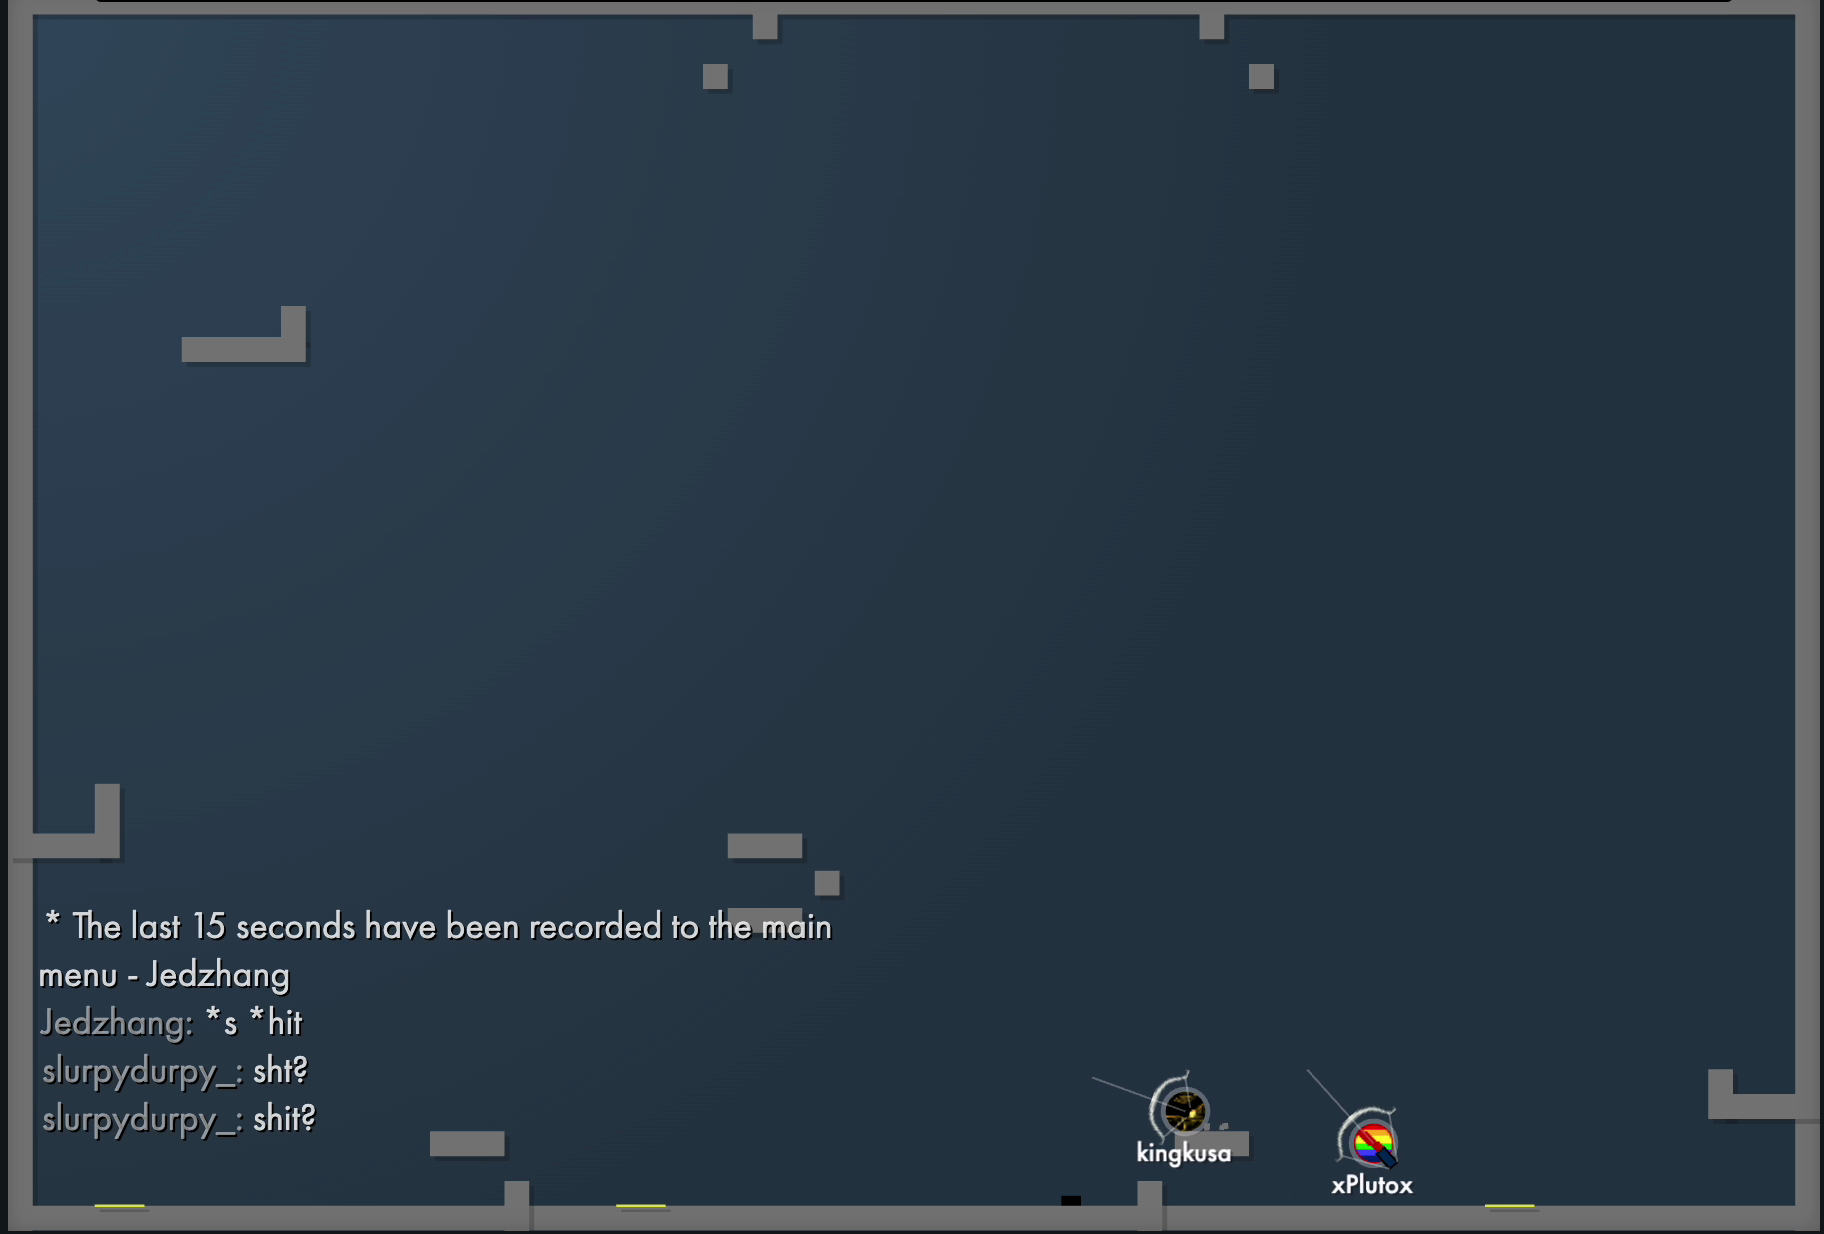 * The last 15 seconds have been recorded to the main
menu - Jedzhang
Jedzhang: *s *hit
slurpydurpy_: sht?
slurpydurpy_: shit?
kingkusa
xPlutox